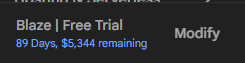 Blaze | Free Trial
Modify
89 Days, $5,344 remaining